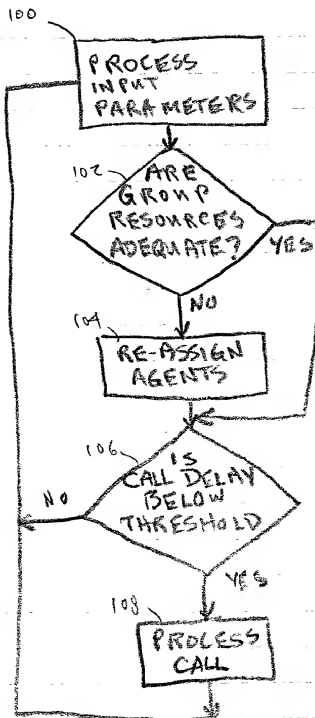 100
PROCESS
INPUT
PARAMETERS
102
ARE
GROUP
RESOURCES
ADEQUATE?
YES
NO
104
RE-ASSIGN
AGENTS
106
IS
CALL DELAY
BELOW
THRESHOLD
NO
YES
108
PROCESS
CALL